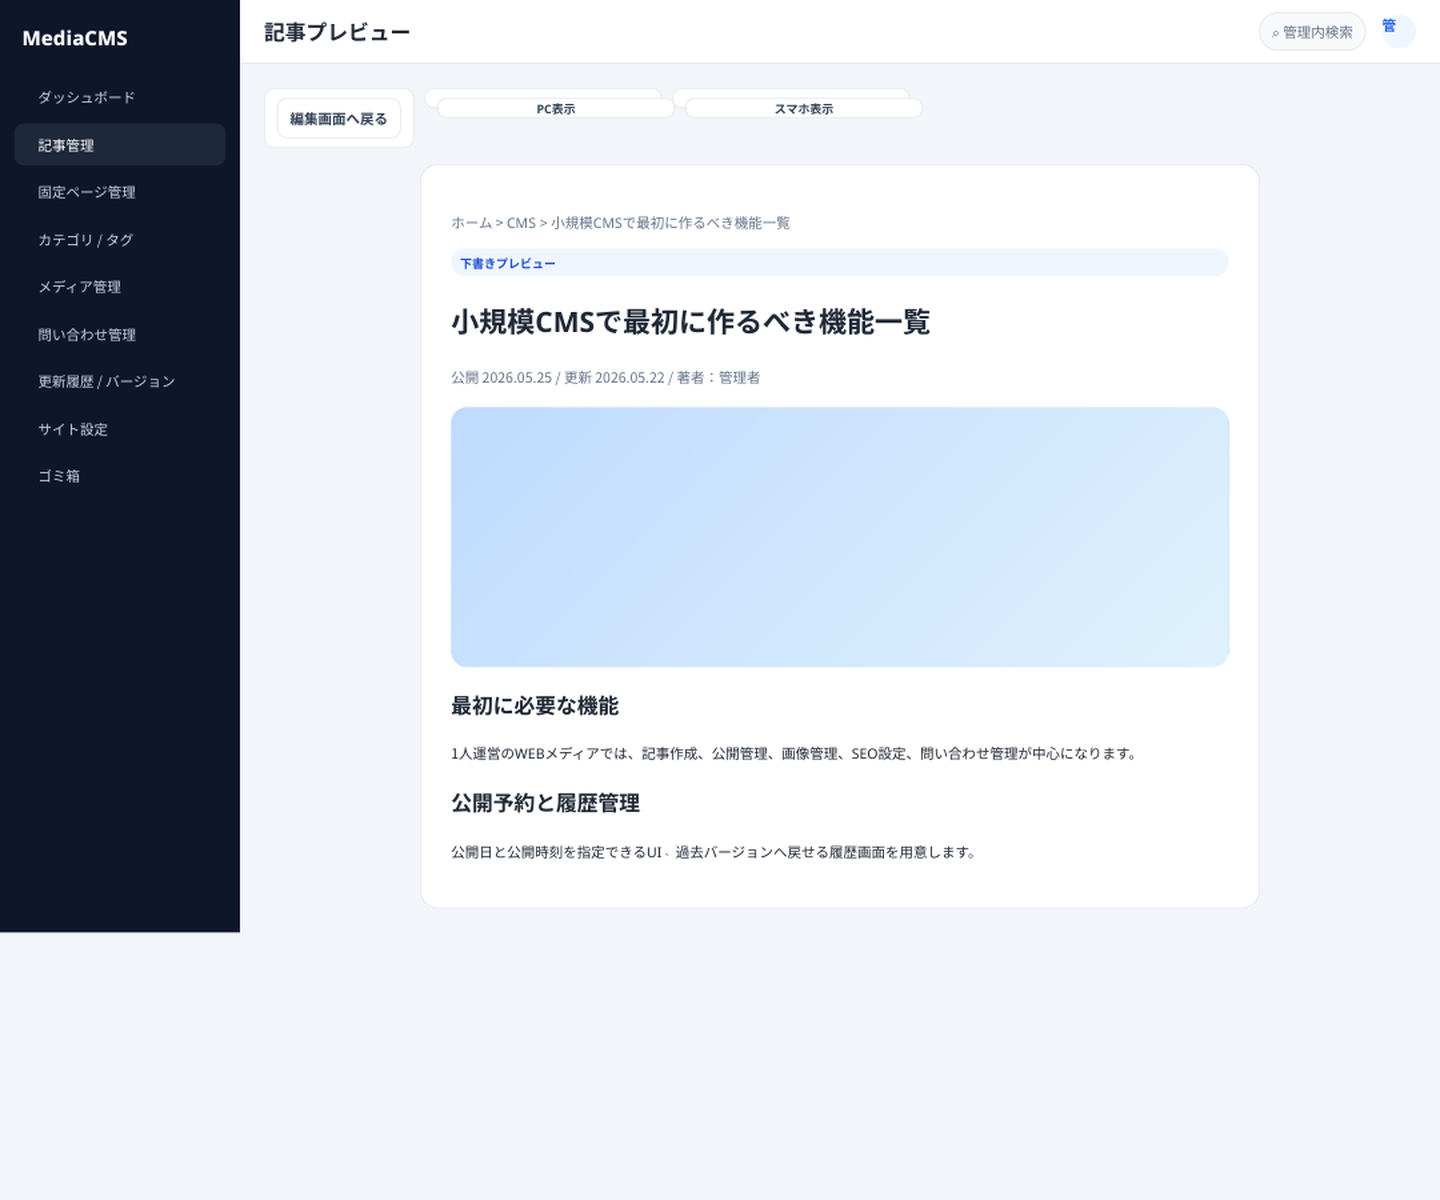 MediaCMS
ダッシュボード
記事管理
固定ページ管理
カテゴリ / タグ
メディア管理
問い合わせ管理
更新履歴 / バージョン
サイト設定
ゴミ箱
記事プレビュー
⌕ 管理内検索
管
編集画面へ戻る
PC表示
スマホ表示
ホーム > CMS > 小規模CMSで最初に作るべき機能一覧
下書きプレビュー
小規模CMSで最初に作るべき機能一覧
公開 2026.05.25 / 更新 2026.05.22 / 著者：管理者
最初に必要な機能
1人運営のWEBメディアでは、記事作成、公開管理、画像管理、SEO設定、問い合わせ管理が中心になります。
公開予約と履歴管理
公開日と公開時刻を指定できるUI、過去バージョンへ戻せる履歴画面を用意します。